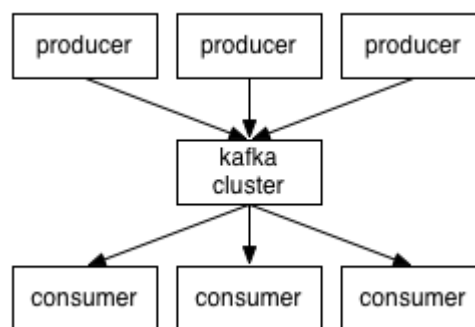 producer
producer
producer
kafka
cluster
consumer
consumer
consumer